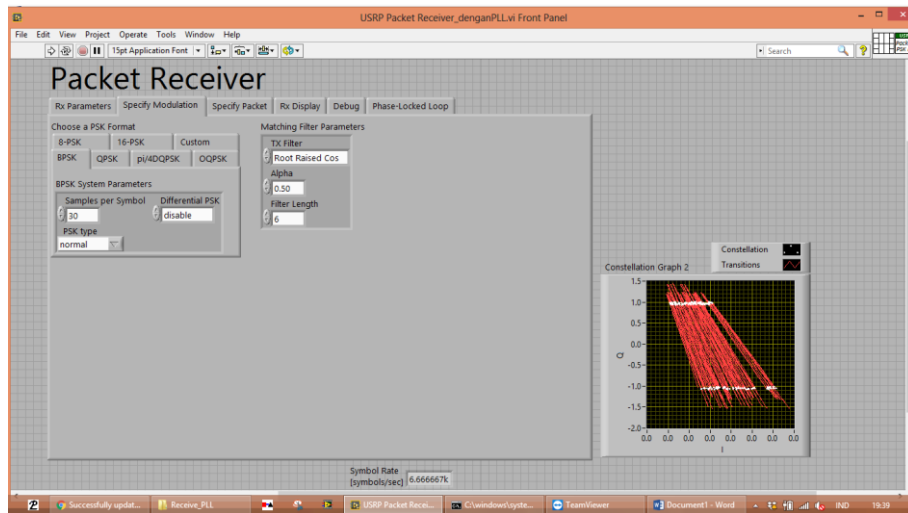 USRP Packet Receiver_denganPLL.vi Front Panel
File Edit View Project Operate Tools Window Help
15pt Application Font
Search
Packet Receiver
Rx Parameters Specify Modulation Specify Packet Rx Display Debug Phase-Locked Loop
Choose a PSK Format
8-PSK 16-PSK Custom
BPSK QPSK pi/4DQPSK OQPSK
BPSK System Parameters
Samples per Symbol Differential PSK
30 disable
PSK type
normal
Matching Filter Parameters
TX Filter
Root Raised Cos
Alpha
0.50
Filter Length
6
Constellation
Constellation Graph 2 Transitions
1.5
1.0
0.5
0.0
-0.5
-1.0
-1.5
-2.0
Q
0.0 0.0 0.0 0.0 0.0 0.0 0.0 0.0
I
Symbol Rate
[symbols/sec] 6.666667k
Successfully updat... Receive_PLL USRP Packet Recei... C:\windows\syste... TeamViewer Document1 - Word IND 19:39